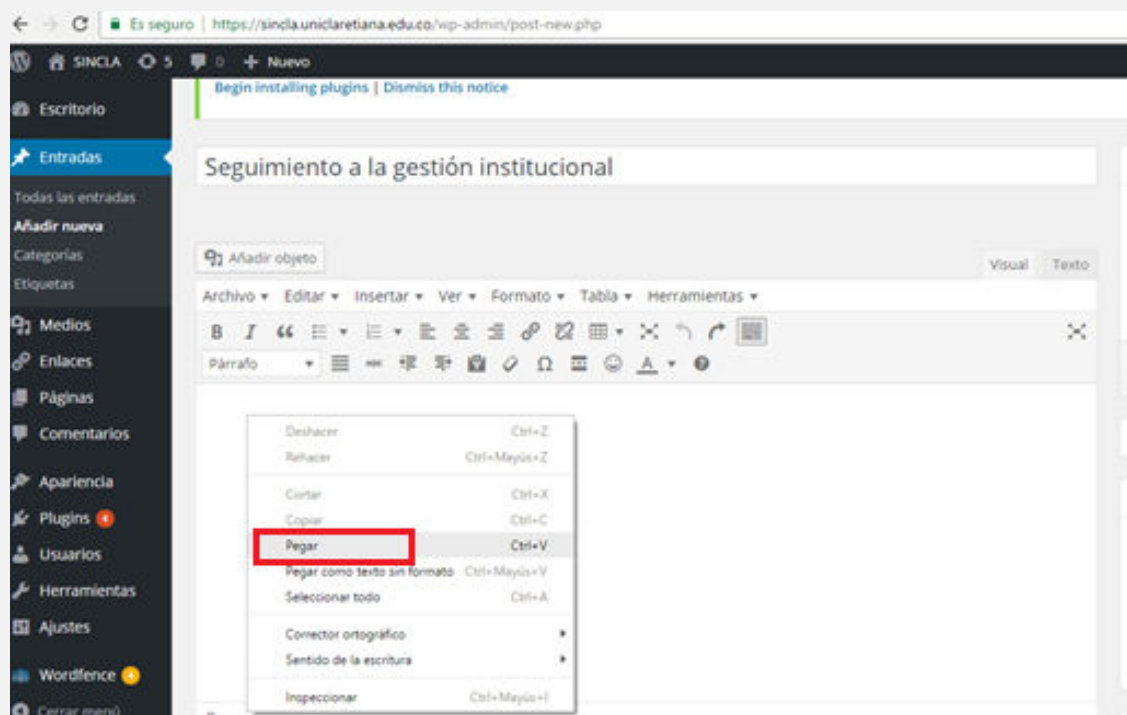 Es seguro | https://sincla.uniclaretiana.edu.co/wp-admin/post-new.php
SINCLA 5 0 + Nuevo
Begin installing plugins | Dismiss this notice
Escritorio
Entradas
Todas las entradas
Añadir nueva
Categorías
Etiquetas
Medios
Enlaces
Páginas
Comentarios
Apariencia
Plugins 4
Usuarios
Herramientas
Ajustes
Wordfence
Cerrar menú
Seguimiento a la gestión institucional
Añadir objeto
Visual Texto
Archivo Editar Insertar Ver Formato Tabla Herramientas
B I
Párrafo ABC Ω A
Deshacer Ctrl+Z
Rehacer Ctrl+Mayús+Z
Cortar Ctrl+X
Copiar Ctrl+C
Pegar Ctrl+V
Pegar como texto sin formato Ctrl+Mayús+V
Seleccionar todo Ctrl+A
Corrector ortográfico
Sentido de la escritura
Inspeccionar Ctrl+Mayús+I